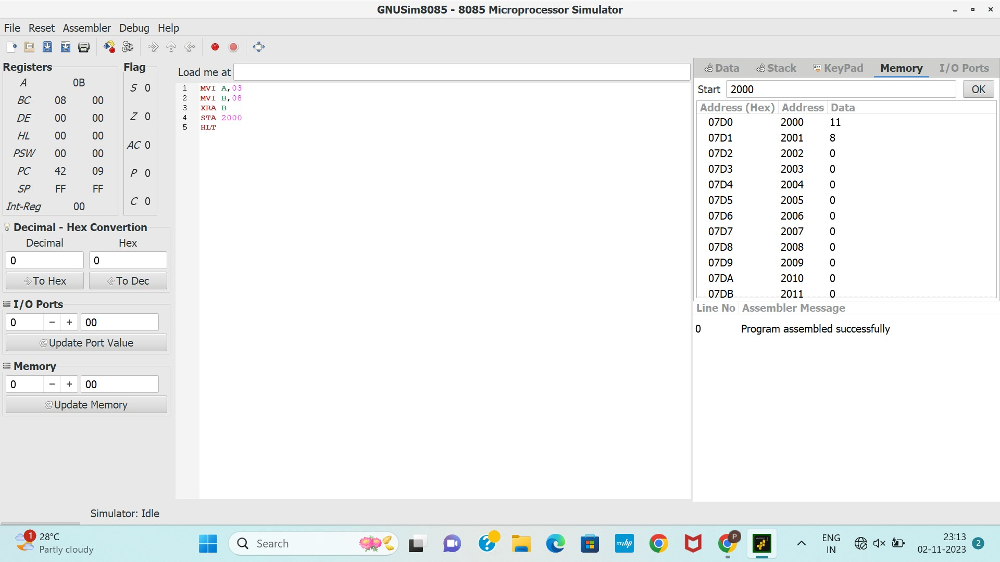 GNUSim8085 - 8085 Microprocessor Simulator
File Reset Assembler Debug Help
Registers
A 0B
BC 08 00
DE 00 00
HL 00 00
PSW 00 00
PC 42 09
SP FF FF
Int-Reg 00
Flag
S 0
Z 0
AC 0
P 0
C 0
Decimal - Hex Convertion
Decimal Hex
0 0
To Hex To Dec
I/O Ports
0 - + 00
Update Port Value
Memory
0 - + 00
Update Memory
Load me at
1 MVI A,03
2 MVI B,08
3 XRA B
4 STA 2000
5 HLT
Data Stack Abc KeyPad Memory I/O Ports
Start 2000 OK
Address (Hex) Address Data
07D0 2000 11
07D1 2001 8
07D2 2002 0
07D3 2003 0
07D4 2004 0
07D5 2005 0
07D6 2006 0
07D7 2007 0
07D8 2008 0
07D9 2009 0
07DA 2010 0
07DB 2011 0
Line No Assembler Message
0 Program assembled successfully
Simulator: Idle
1 28°C
Partly cloudy
Search
myhp
P
ENG
IN
23:13
02-11-2023
2